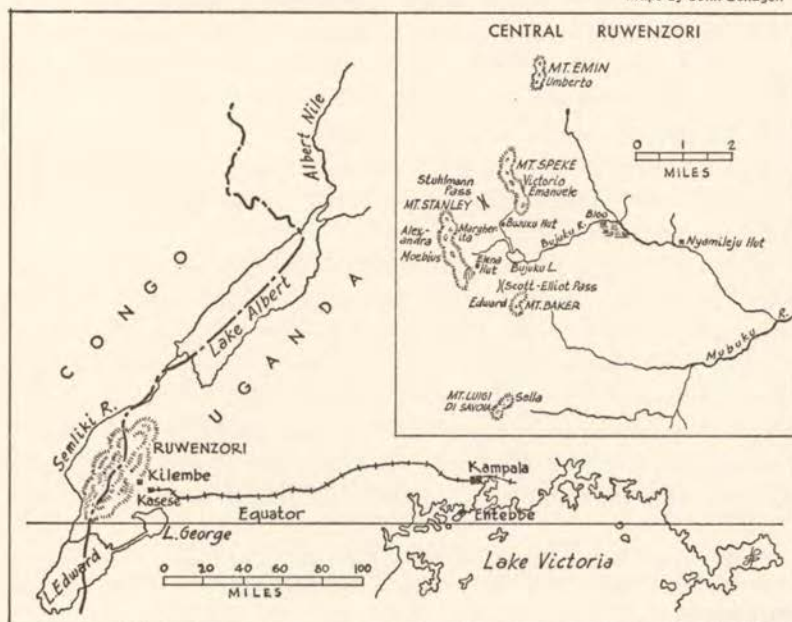 Albert Nile
CONGO
UGANDA
Lake Albert
Semliki R.
RUWENZORI
Kilembe
Kasese
Kampala
Equator
Entebbe
L. George
L. Edward
Lake Victoria
0 20 40 60 80 100
MILES
CENTRAL RUWENZORI
MT. EMIN
Umberto
0 1 2
MILES
MT. SPEKE
Victorio
Emanuele
Stuhlmann
Pass
MT. STANLEY
Alex-
andra
Margher-
ita
Moebius
Bujuku Hut
Bujuku R.
Bigo
Nyamileju Hut
Elena
Hut
Bujuku L.
Scott-Elliot Pass
Edward
MT. BAKER
Mubuku
R.
MT. LUIGI
DI SAVOIA
Sella